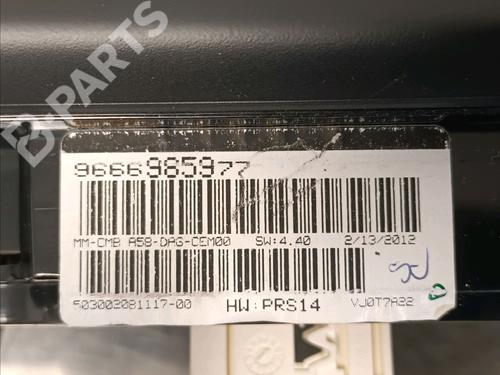 B-PARTS
9666985977
MM-CMB A58-DAG-CEM00 SW:4.40 2/13/2012
503002081117-00 HW:PRS14 VJ0T7A22